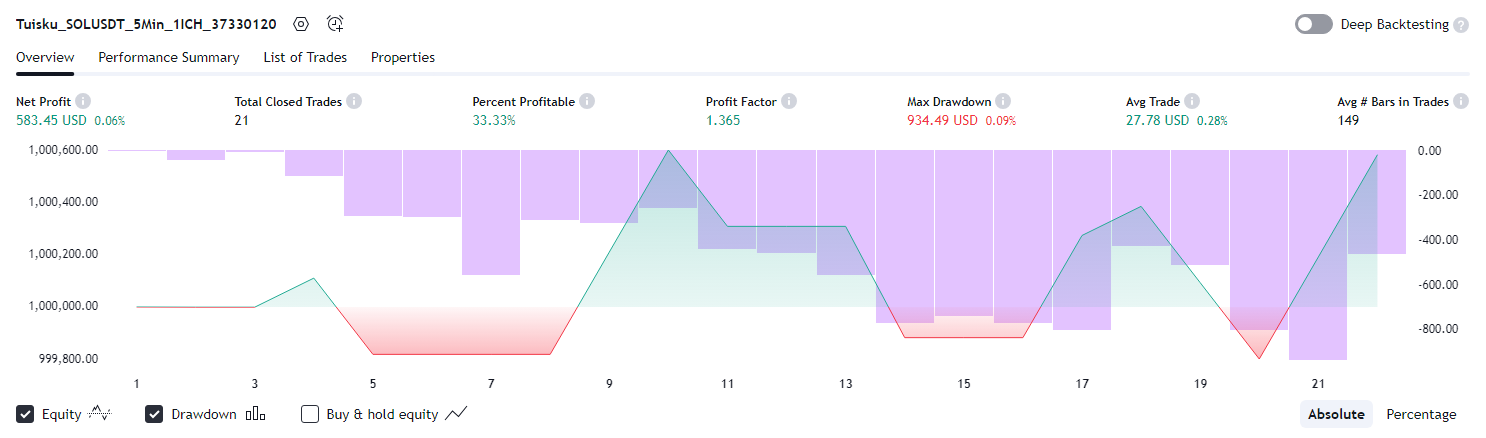 Tuisku_SOLUSDT_5Min_1ICH_37330120 Deep Backtesting ?
Overview Performance Summary List of Trades Properties
Net Profit i Total Closed Trades i Percent Profitable i Profit Factor i Max Drawdown i Avg Trade i Avg # Bars in Trades i
583.45 USD 0.06% 21 33.33% 1.365 934.49 USD 0.09% 27.78 USD 0.28% 149
1,000,600.00 0.00
1,000,400.00 -200.00
1,000,200.00 -400.00
1,000,000.00 -600.00
999,800.00 -800.00
1 3 5 7 9 11 13 15 17 19 21
Equity Drawdown Buy & hold equity Absolute Percentage